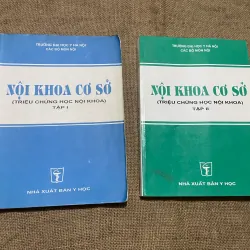 TRƯỜNG ĐẠI HỌC Y HÀ NỘI
CÁC BỘ MÔN NỘI
NỘI KHOA CƠ SỞ
(TRIỆU CHỨNG HỌC NỘI KHOA)
TẬP I
NHÀ XUẤT BẢN Y HỌC
TRƯỜNG ĐẠI HỌC Y HÀ NỘI
CÁC BỘ MÔN NỘI
NỘI KHOA CƠ SỞ
(TRIỆU CHỨNG HỌC NỘI KHOA)
TẬP II
NHÀ XUẤT BẢN Y HỌC